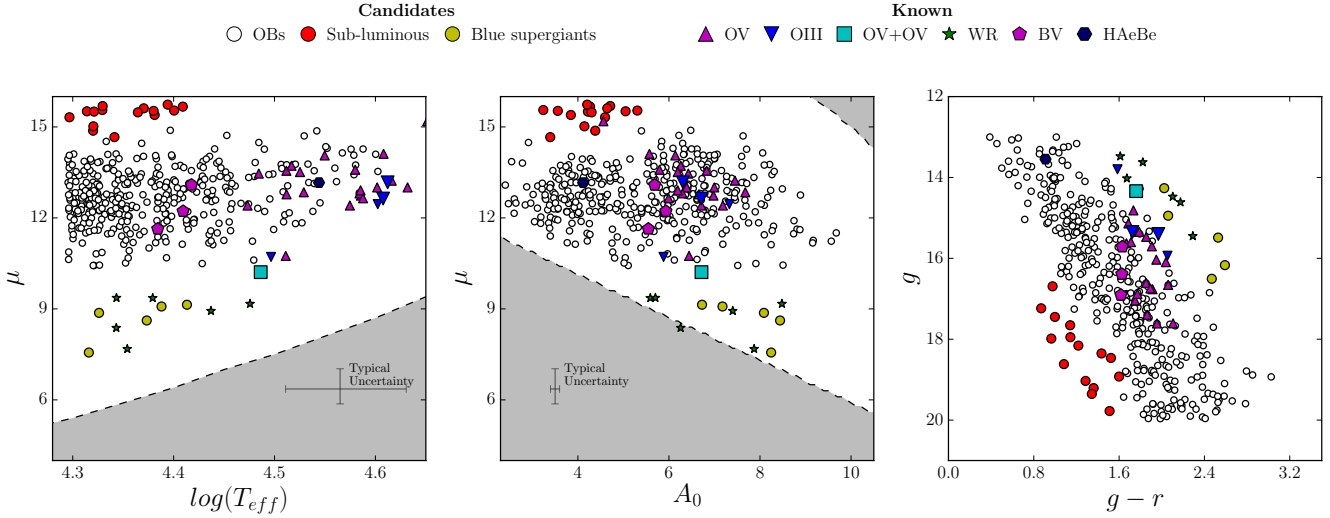 Candidates Known
OBs Sub-luminous Blue supergiants OV OIII OV+OV WR BV HAeBe
μ
15
12
9
6
Typical
Uncertainty
4.3 4.4 4.5 4.6
log(T_eff)
μ
15
12
9
6
Typical
Uncertainty
4 6 8 10
A_0
g
12
14
16
18
20
0.0 0.8 1.6 2.4 3.2
g − r